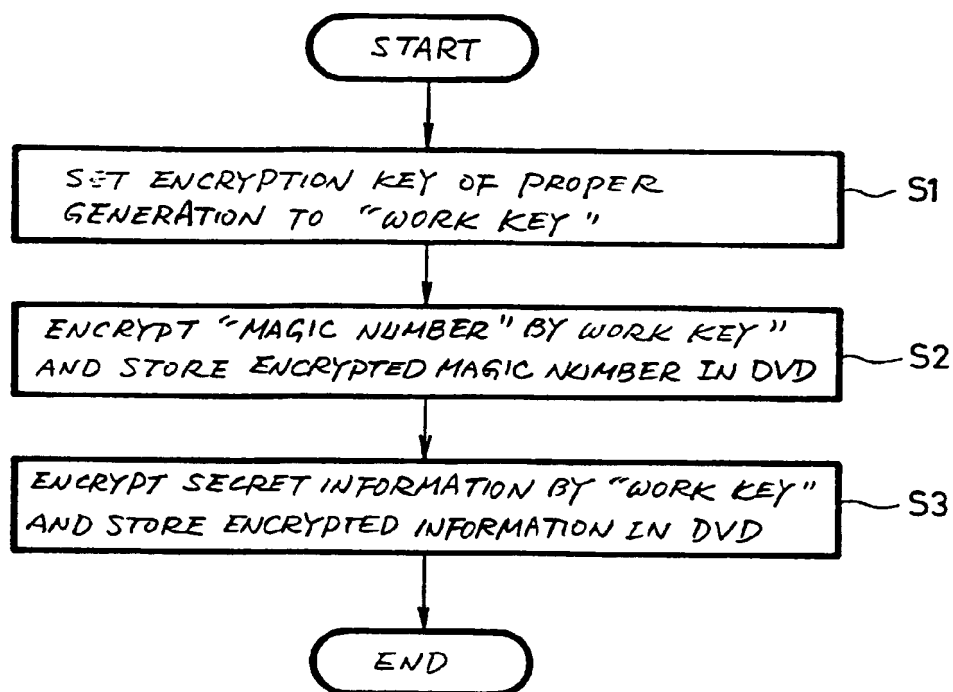 START
SET ENCRYPTION KEY OF PROPER
GENERATION TO "WORK KEY"
S1
ENCRYPT "MAGIC NUMBER" BY WORK KEY"
AND STORE ENCRYPTED MAGIC NUMBER IN DVD
S2
ENCRYPT SECRET INFORMATION BY "WORK KEY"
AND STORE ENCRYPTED INFORMATION IN DVD
S3
END